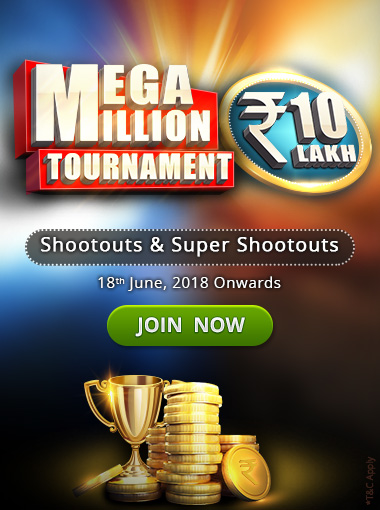 MEGA
MILLION
TOURNAMENT
₹10
LAKH
Shootouts & Super Shootouts
18th June, 2018 Onwards
JOIN NOW
₹
*T&C Apply